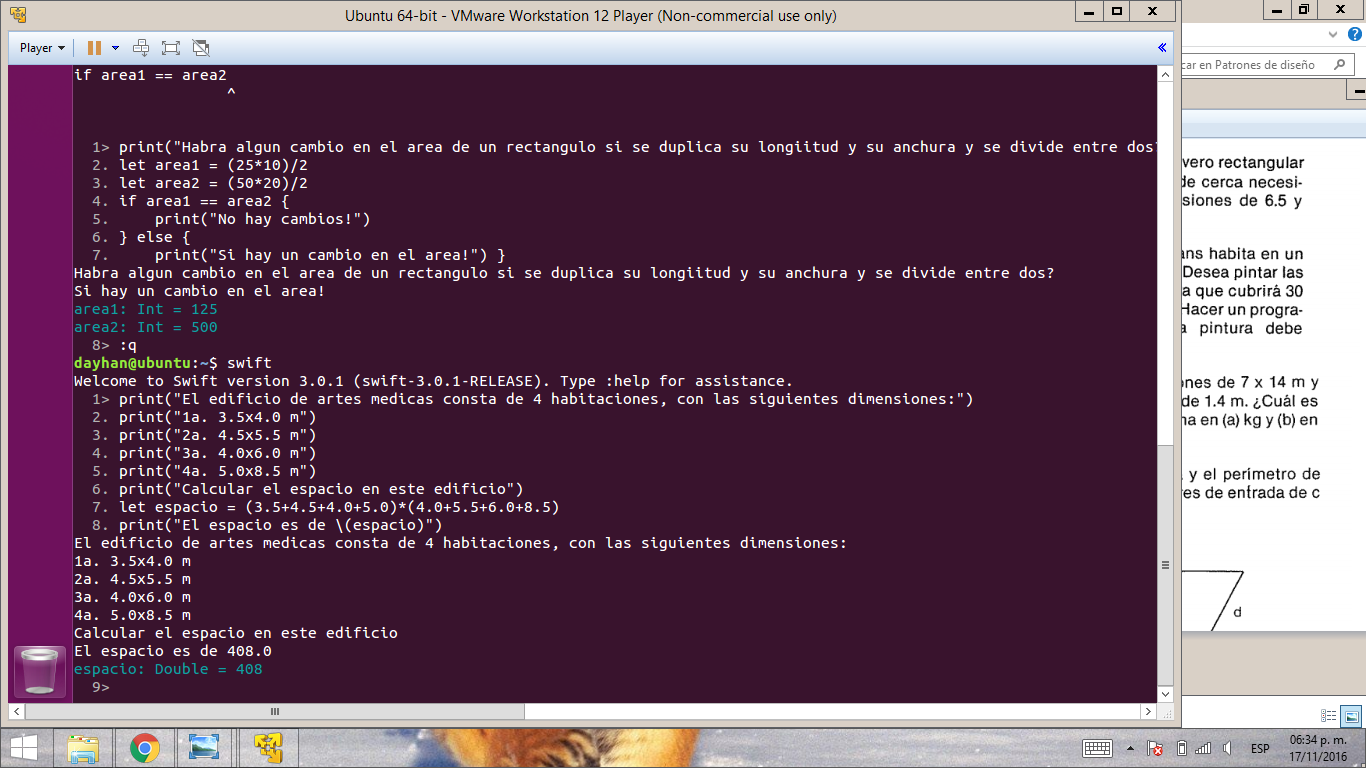 Ubuntu 64-bit - VMware Workstation 12 Player (Non-commercial use only)
Player
if area1 == area2
^
1> print("Habra algun cambio en el area de un rectangulo si se duplica su longiitud y su anchura y se divide entre dos?
2. let area1 = (25*10)/2
3. let area2 = (50*20)/2
4. if area1 == area2 {
5. print("No hay cambios!")
6. } else {
7. print("Si hay un cambio en el area!") }
Habra algun cambio en el area de un rectangulo si se duplica su longiitud y su anchura y se divide entre dos?
Si hay un cambio en el area!
area1: Int = 125
area2: Int = 500
8> :q
dayhan@ubuntu:~$ swift
Welcome to Swift version 3.0.1 (swift-3.0.1-RELEASE). Type :help for assistance.
1> print("El edificio de artes medicas consta de 4 habitaciones, con las siguientes dimensiones:")
2. print("1a. 3.5x4.0 m")
3. print("2a. 4.5x5.5 m")
4. print("3a. 4.0x6.0 m")
5. print("4a. 5.0x8.5 m")
6. print("Calcular el espacio en este edificio")
7. let espacio = (3.5+4.5+4.0+5.0)*(4.0+5.5+6.0+8.5)
8. print("El espacio es de \(espacio)")
El edificio de artes medicas consta de 4 habitaciones, con las siguientes dimensiones:
1a. 3.5x4.0 m
2a. 4.5x5.5 m
3a. 4.0x6.0 m
4a. 5.0x8.5 m
Calcular el espacio en este edificio
El espacio es de 408.0
espacio: Double = 408
9>
car en Patrones de diseño
vero rectangular
de cerca necesi-
siones de 6.5 y
ans habita en un
Desea pintar las
a que cubrirá 30
Hacer un progra-
a pintura debe
nes de 7 x 14 m y
de 1.4 m. ¿Cuál es
na en (a) kg y (b) en
y el perímetro de
es de entrada de c
d
ESP
06:34 p. m.
17/11/2016